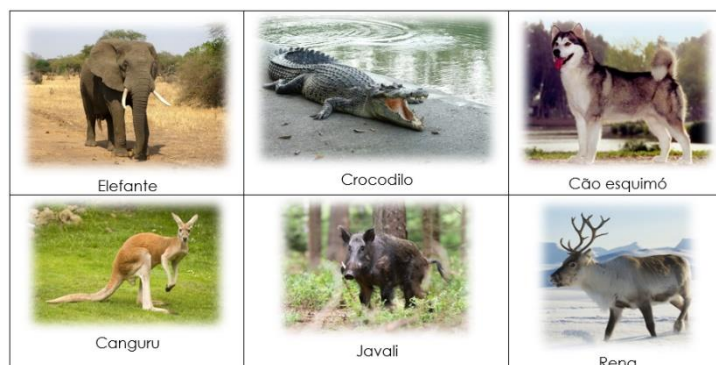 Elefante
Crocodilo
Cão esquimó
Canguru
Javali
Rena